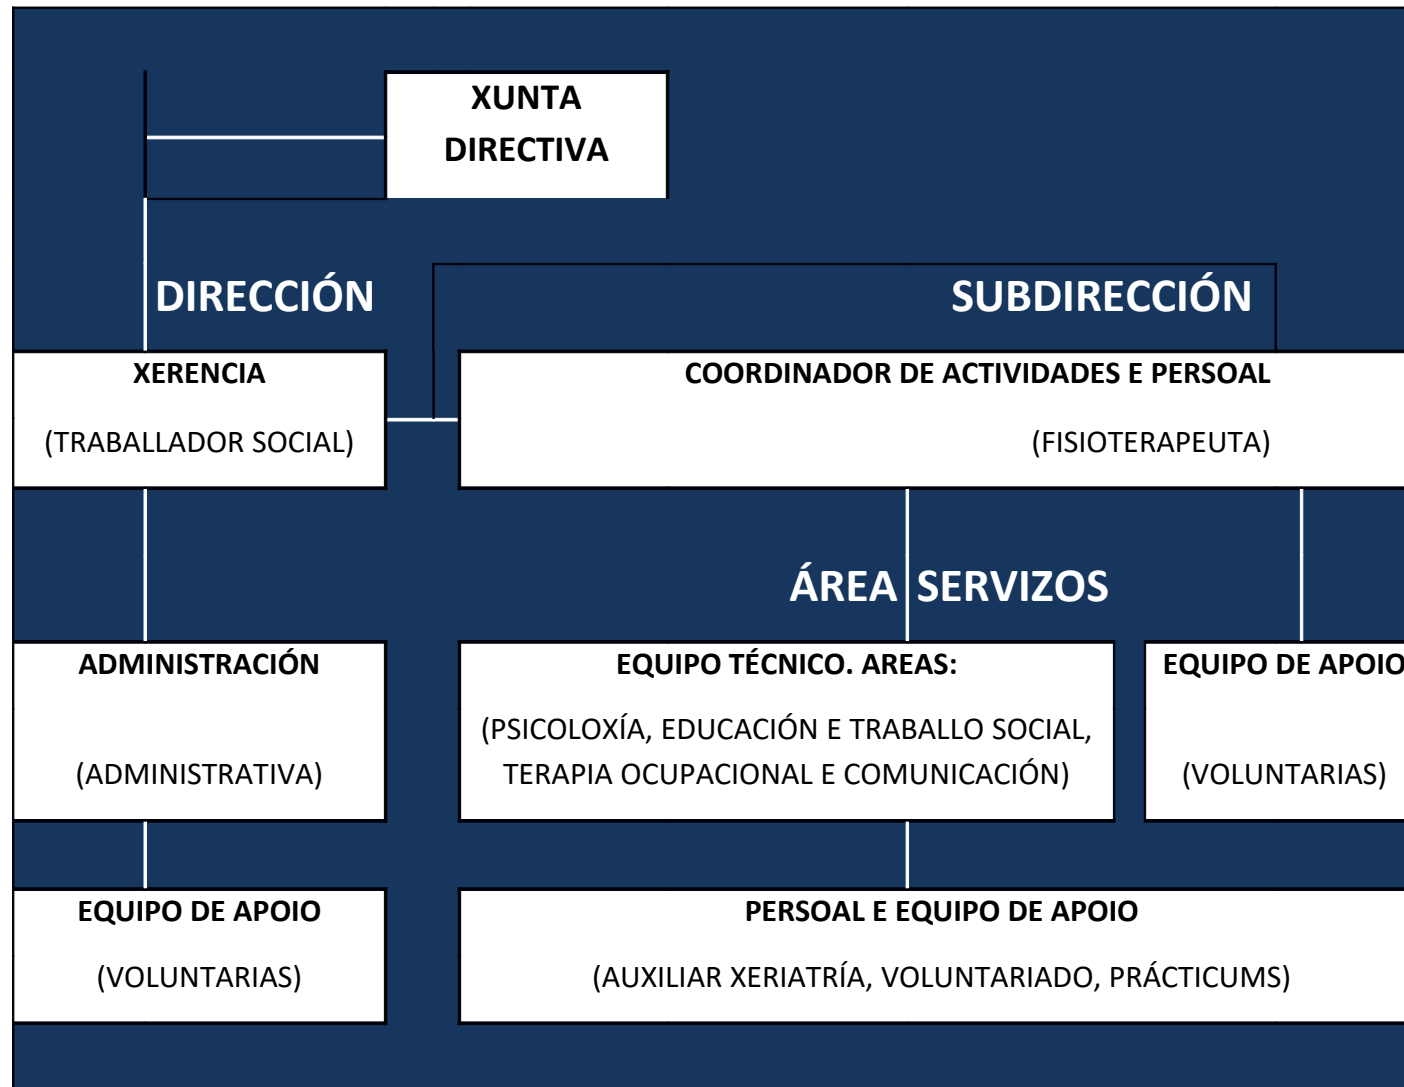 XUNTA
DIRECTIVA
DIRECCIÓN
SUBDIRECCIÓN
XERENCIA
(TRABALLADOR SOCIAL)
COORDINADOR DE ACTIVIDADES E PERSOAL
(FISIOTERAPEUTA)
ÁREA SERVIZOS
ADMINISTRACIÓN
(ADMINISTRATIVA)
EQUIPO TÉCNICO. AREAS:
(PSICOLOXÍA, EDUCACIÓN E TRABALLO SOCIAL,
TERAPIA OCUPACIONAL E COMUNICACIÓN)
EQUIPO DE APOIO
(VOLUNTARIAS)
EQUIPO DE APOIO
(VOLUNTARIAS)
PERSOAL E EQUIPO DE APOIO
(AUXILIAR XERIATRÍA, VOLUNTARIADO, PRÁCTICUMS)